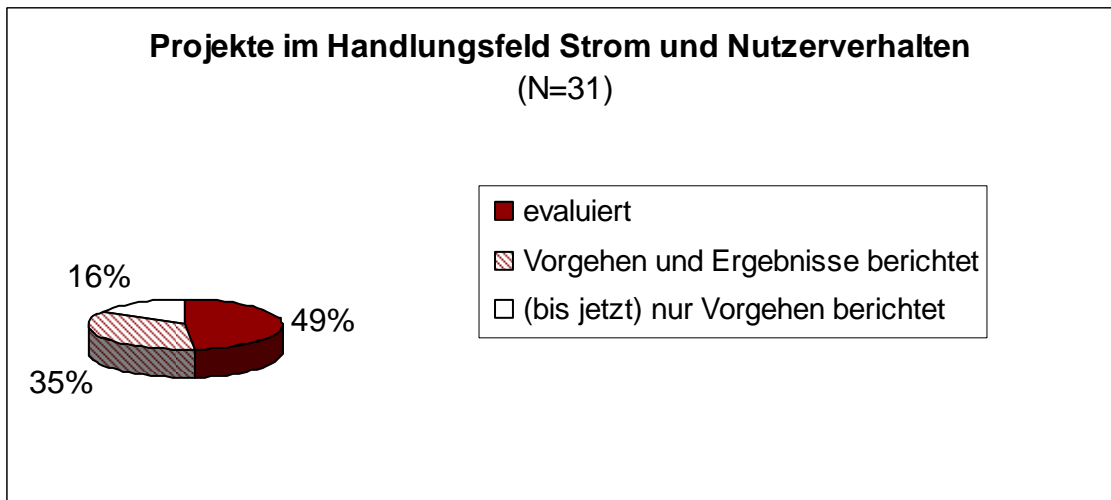 Projekte im Handlungsfeld Strom und Nutzerverhalten
(N=31)
evaluiert
Vorgehen und Ergebnisse berichtet
(bis jetzt) nur Vorgehen berichtet
16%
49%
35%